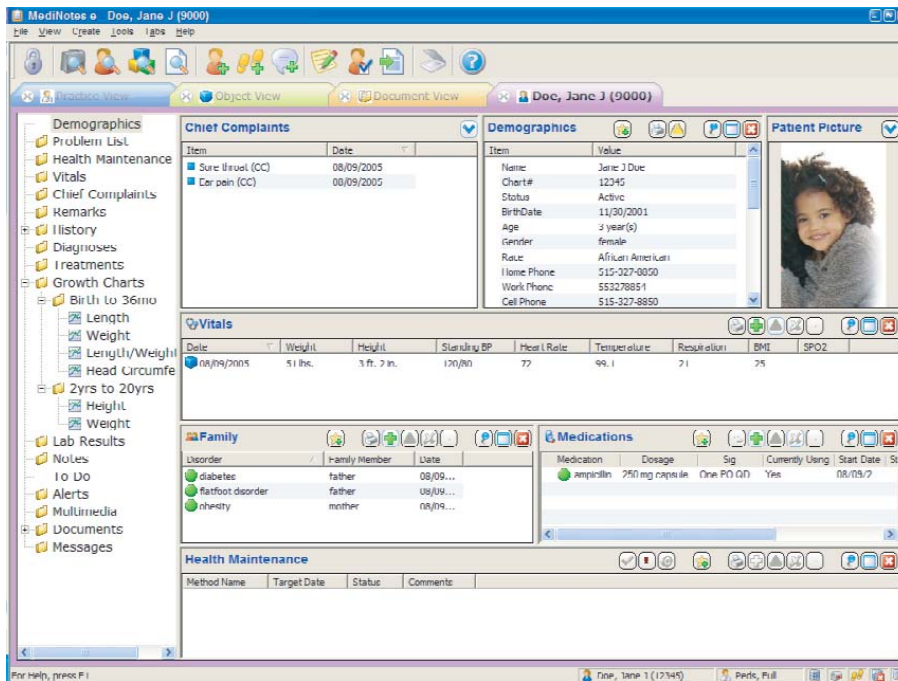 MediNotes e Doe, Jane J (9000)
File View Create Tools Tabs Help
Practice View Object View Document View Doe, Jane J (9000)
Demographics
Problem List
Health Maintenance
Vitals
Chief Complaints
Remarks
History
Diagnoses
Treatments
Growth Charts
Birth to 36mo
Length
Weight
Length/Weight
Head Circumfe
2yrs to 20yrs
Height
Weight
Lab Results
Notes
To Do
Alerts
Multimedia
Documents
Messages
Chief Complaints
Item Date
Sore throat (CC) 08/09/2005
Ear pain (CC) 08/09/2005
Demographics
Item Value
Name Jane J Doe
Chart# 12345
Status Active
BirthDate 11/30/2001
Age 3 year(s)
Gender female
Race African American
Home Phone 515-327-8850
Work Phone 553278854
Cell Phone 515-327-8850
Patient Picture
Vitals
Date Weight Height Standing BP Heart Rate Temperature Respiration BMI SPO2
08/09/2005 lbs. 3 ft. 2 in. 120/80 72 99.1 21 25
Family
Disorder Family Member Date
diabetes father 08/09...
flatfoot disorder father 08/09...
obesity mother 08/09...
Medications
Medication Dosage Sig Currently Using Start Date St
ampicillin 250 mg capsule One PO QD Yes 08/09/2
Health Maintenance
Method Name Target Date Status Comments
For Help, press F1 Doe, Jane J (12345) Peds, Full